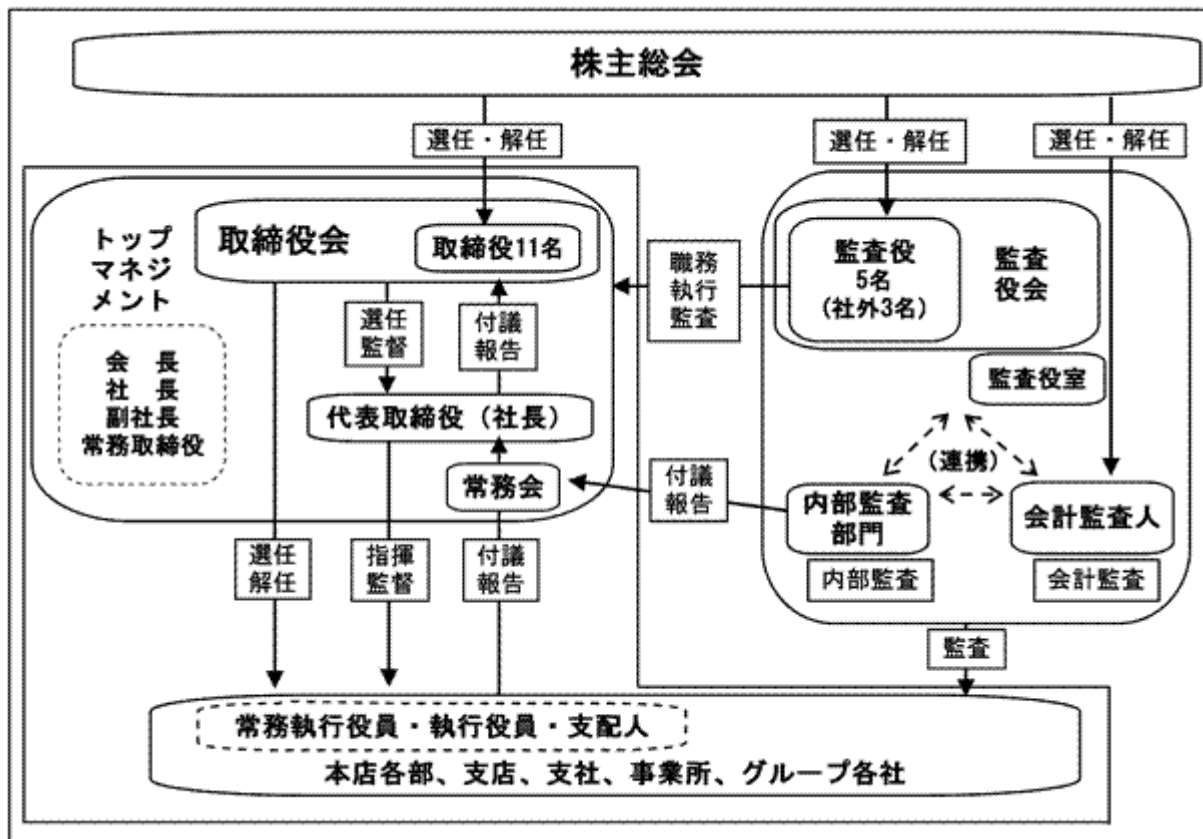 株主総会
選任・解任
選任・解任
選任・解任
トップ
マネジ
メント
会　長
社　長
副社長
常務取締役
取締役会
取締役11名
選任
監督
付議
報告
代表取締役（社長）
常務会
職務
執行
監査
監査役
5名
(社外3名)
監査
役会
監査役室
(連携)
付議
報告
内部監査
部門
会計監査人
内部監査
会計監査
選任
解任
指揮
監督
付議
報告
監査
常務執行役員・執行役員・支配人
本店各部、支店、支社、事業所、グループ各社